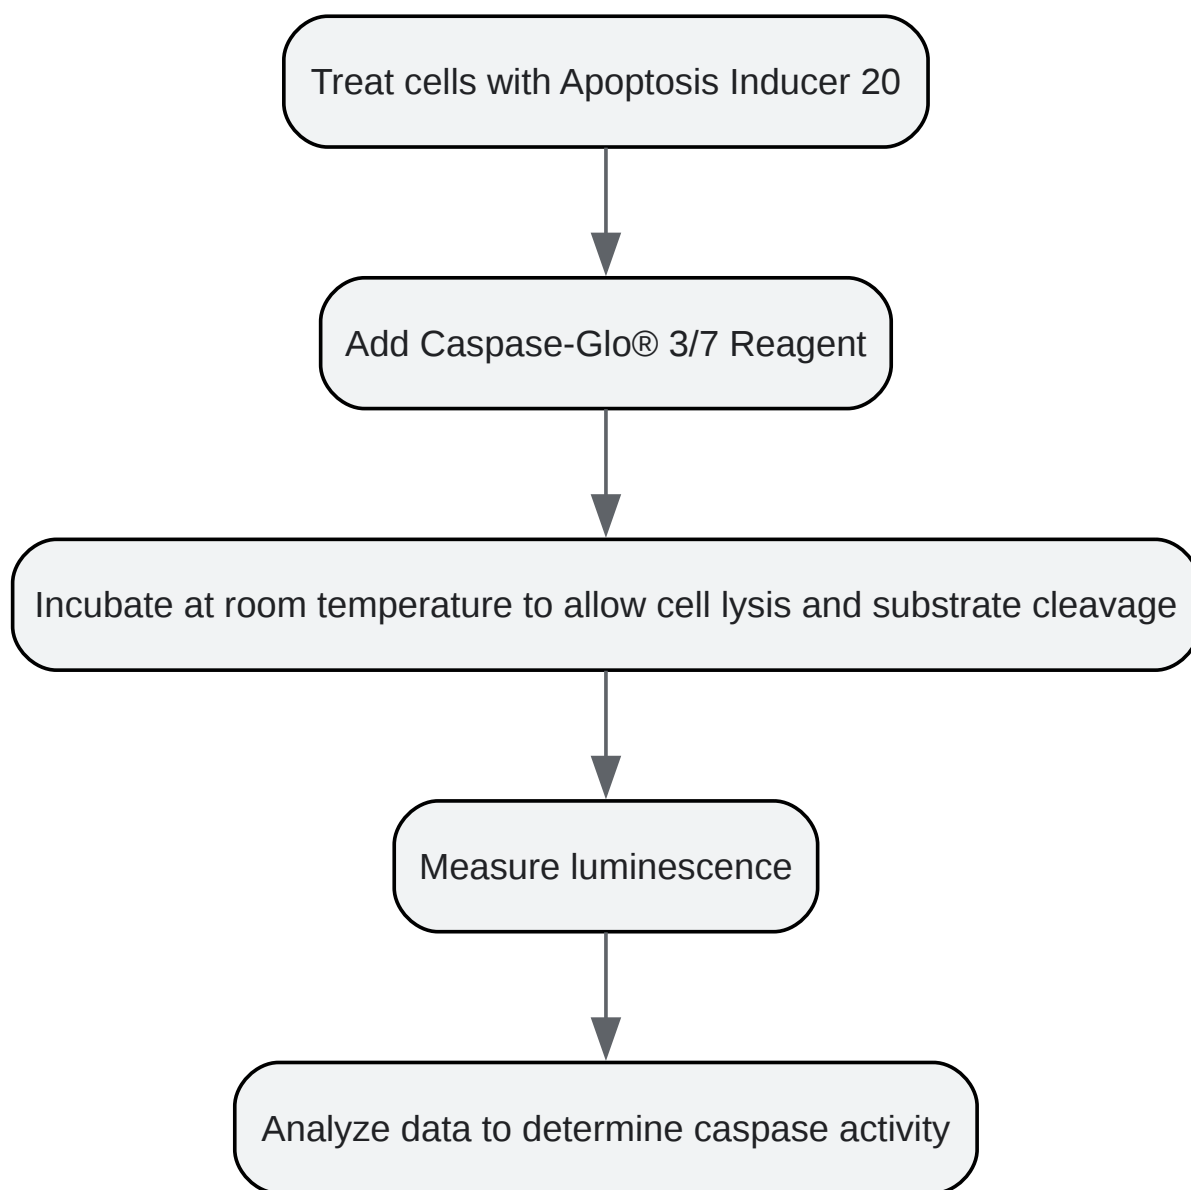 Treat cells with Apoptosis Inducer 20
Add Caspase-Glo® 3/7 Reagent
Incubate at room temperature to allow cell lysis and substrate cleavage
Measure luminescence
Analyze data to determine caspase activity